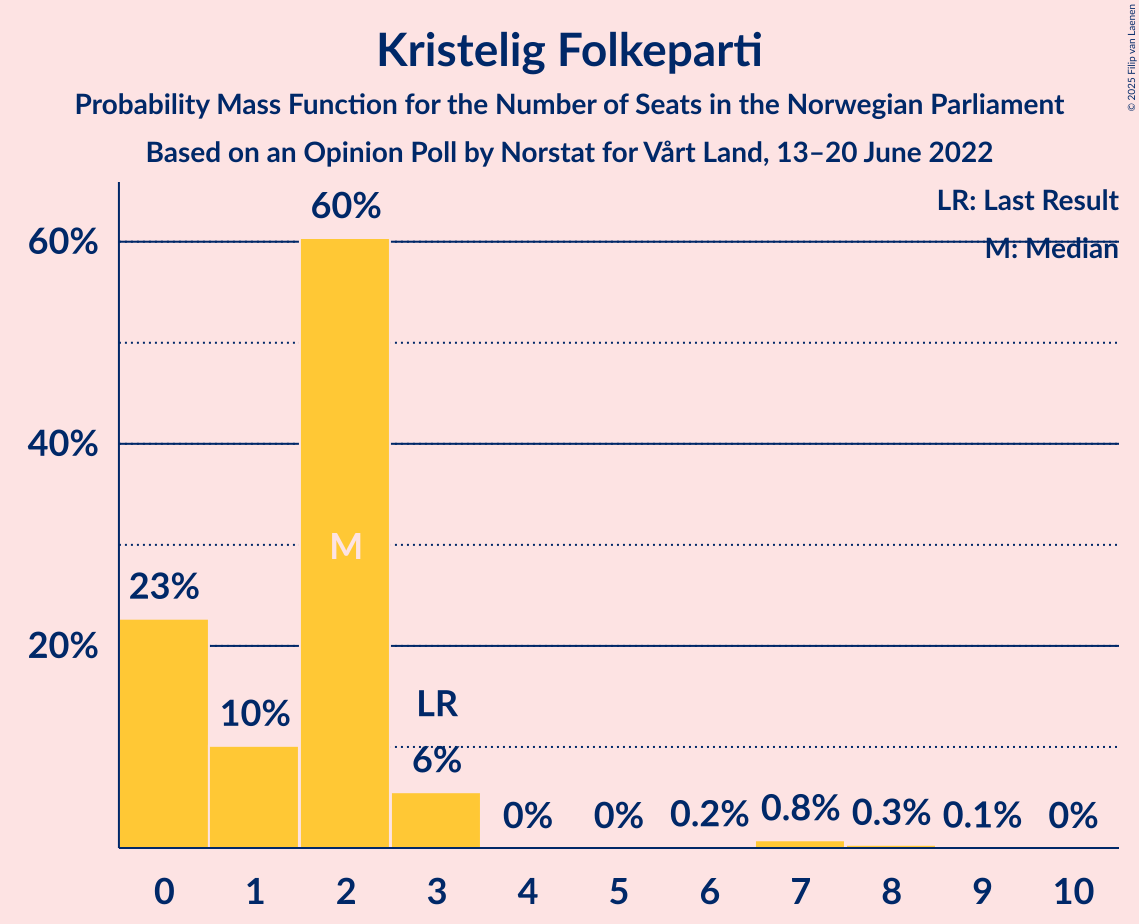 Kristelig Folkeparti
Probability Mass Function for the Number of Seats in the Norwegian Parliament
Based on an Opinion Poll by Norstat for Vårt Land, 13–20 June 2022
© 2025 Filip van Laenen
LR: Last Result
M: Median
60%
40%
20%
23%
10%
60%
M
LR
6%
0%
0%
0.2%
0.8%
0.3%
0.1%
0%
0 1 2 3 4 5 6 7 8 9 10